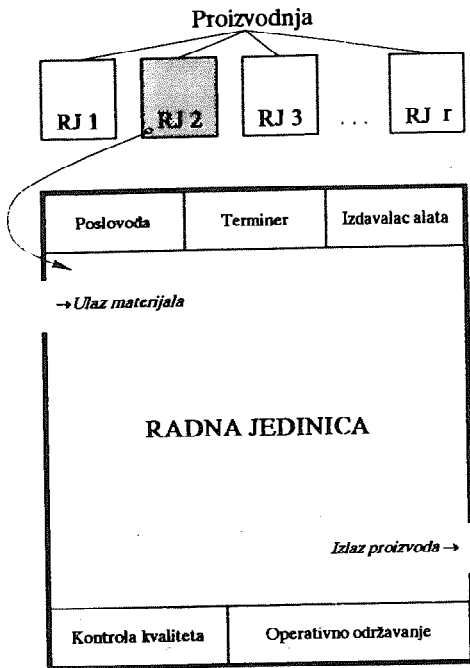 Proizvodnja
RJ 1 RJ 2 RJ 3 . . . RJ r
Poslovođa Terminer Izdavalac alata
→Ulaz materijala
RADNA JEDINICA
Izlaz proizvoda→
Kontrola kvaliteta Operativno održavanje